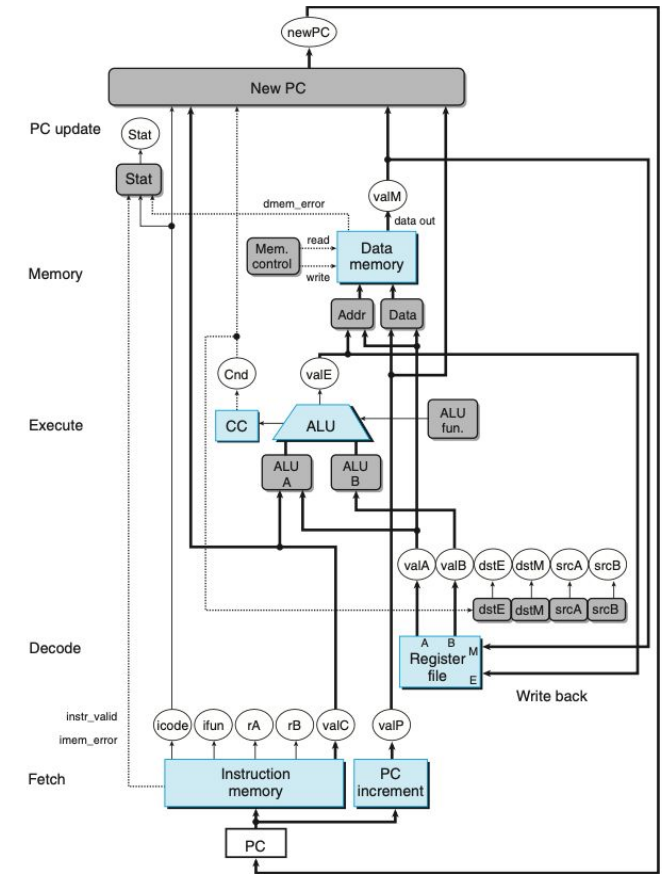 newPC
New PC
PC update
Stat
Stat
valM
dmem_error
data out
read
Mem.
control
Data
memory
write
Memory
Addr
Data
Cnd
valE
CC
ALU
ALU
fun.
Execute
ALU
A
ALU
B
valA
valB
dstE
dstM
srcA
srcB
dstE
dstM
srcA
srcB
Decode
A
B
M
Register
file
E
Write back
instr_valid
imem_error
icode
ifun
rA
rB
valC
valP
Fetch
Instruction
memory
PC
increment
PC